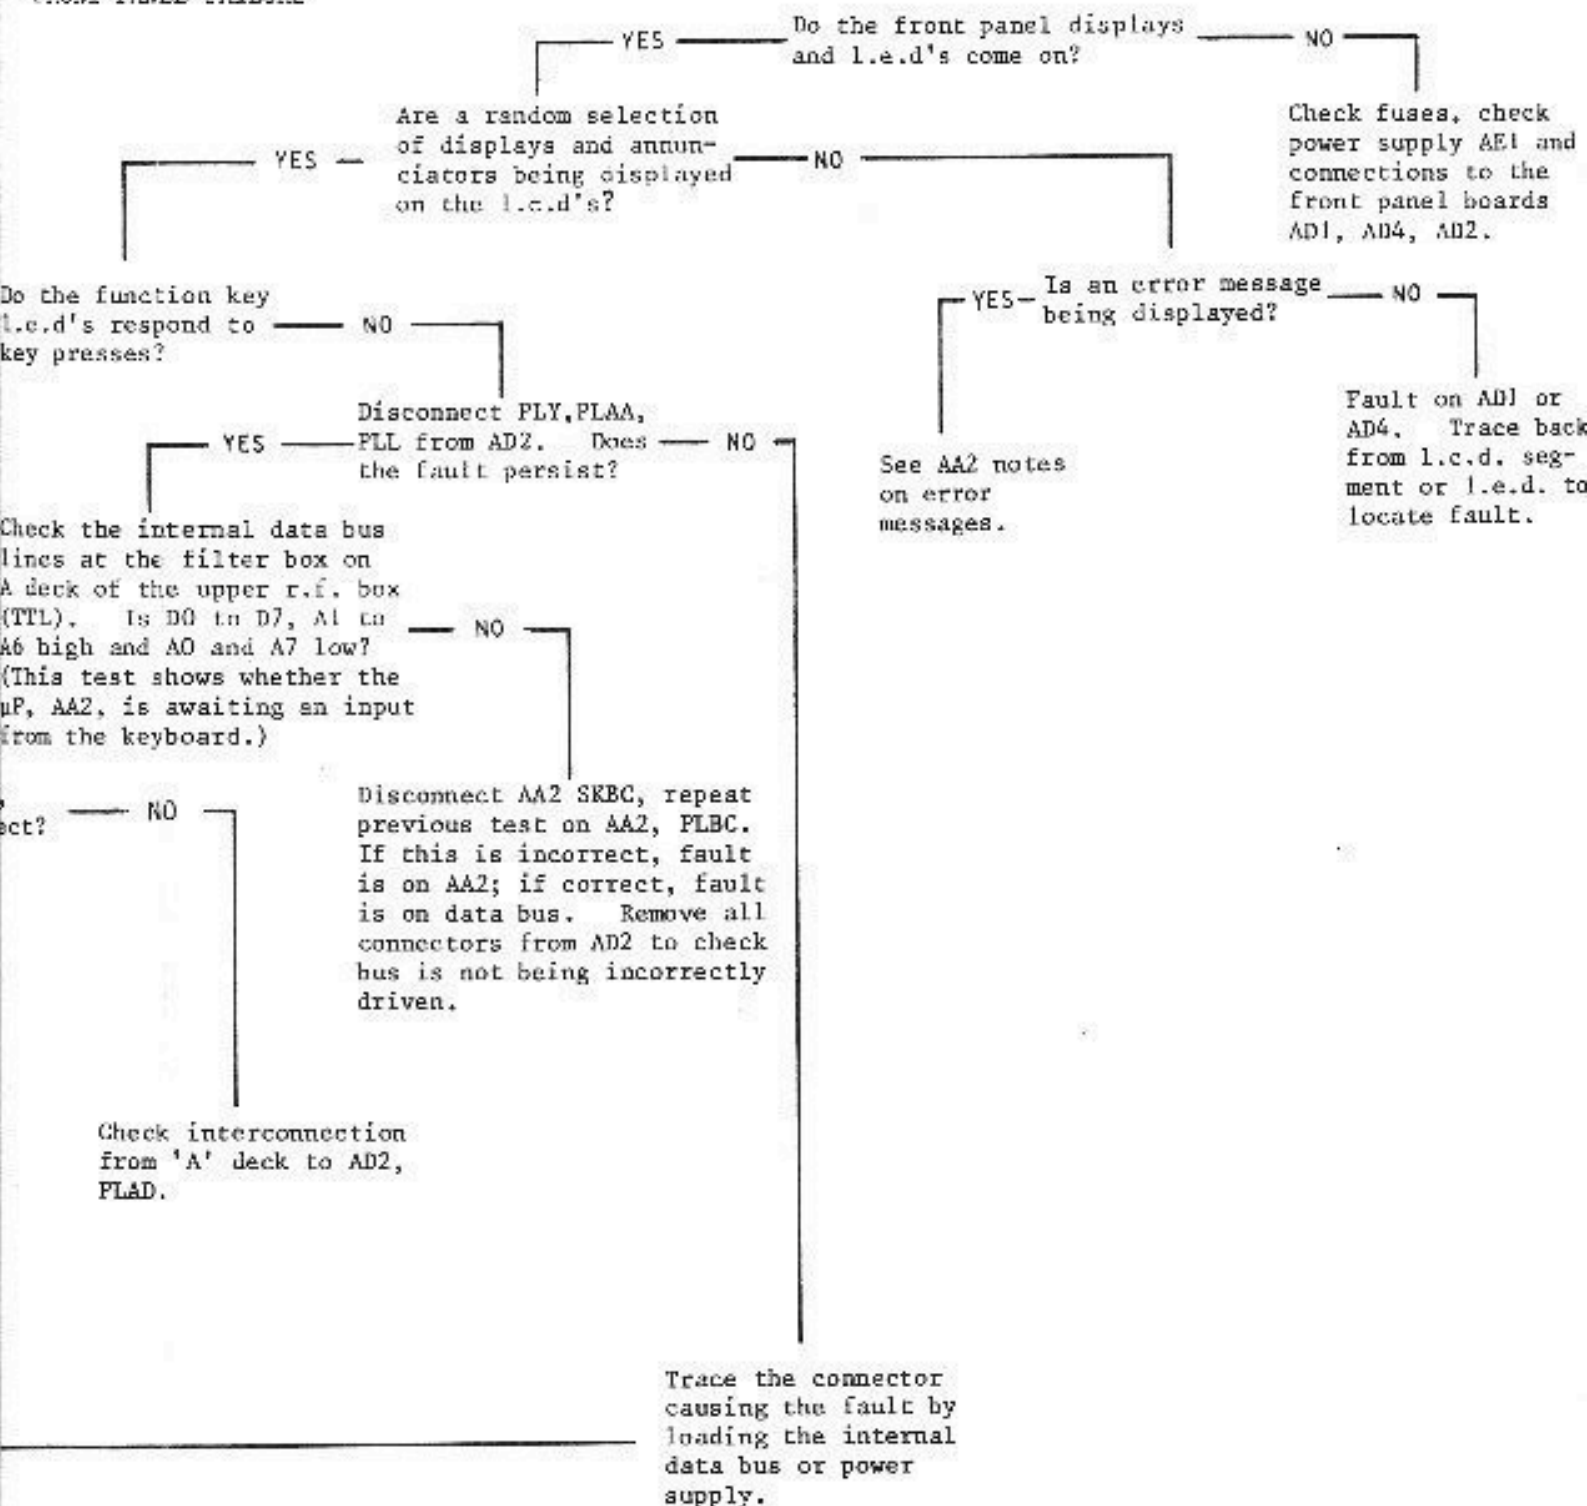 YES
Do the front panel displays
and l.e.d's come on?
NO
Are a random selection
of displays and annun-
ciators being displayed
on the l.c.d's?
YES
NO
Check fuses, check
power supply AE1 and
connections to the
front panel boards
AD1, AD4, AD2.
Do the function key
l.e.d's respond to
key presses?
NO
YES
Is an error message
being displayed?
NO
Disconnect PLY,PLAA,
PLL from AD2. Does
the fault persist?
YES
NO
See AA2 notes
on error
messages.
Fault on AD1 or
AD4. Trace back
from l.c.d. seg-
ment or l.e.d. to
locate fault.
Check the internal data bus
lines at the filter box on
A deck of the upper r.f. box
(TTL). Is D0 to D7, A1 to
A6 high and A0 and A7 low?
(This test shows whether the
µP, AA2, is awaiting an input
from the keyboard.)
NO
?
ect?
NO
Disconnect AA2 SKBC, repeat
previous test on AA2, PLBC.
If this is incorrect, fault
is on AA2; if correct, fault
is on data bus. Remove all
connectors from AD2 to check
bus is not being incorrectly
driven.
Check interconnection
from 'A' deck to AD2,
PLAD.
Trace the connector
causing the fault by
loading the internal
data bus or power
supply.